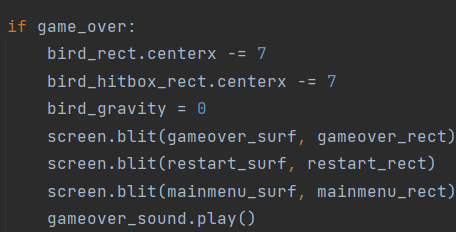 if game_over:
    bird_rect.centerx -= 7
    bird_hitbox_rect.centerx -= 7
    bird_gravity = 0
    screen.blit(gameover_surf, gameover_rect)
    screen.blit(restart_surf, restart_rect)
    screen.blit(mainmenu_surf, mainmenu_rect)
    gameover_sound.play()